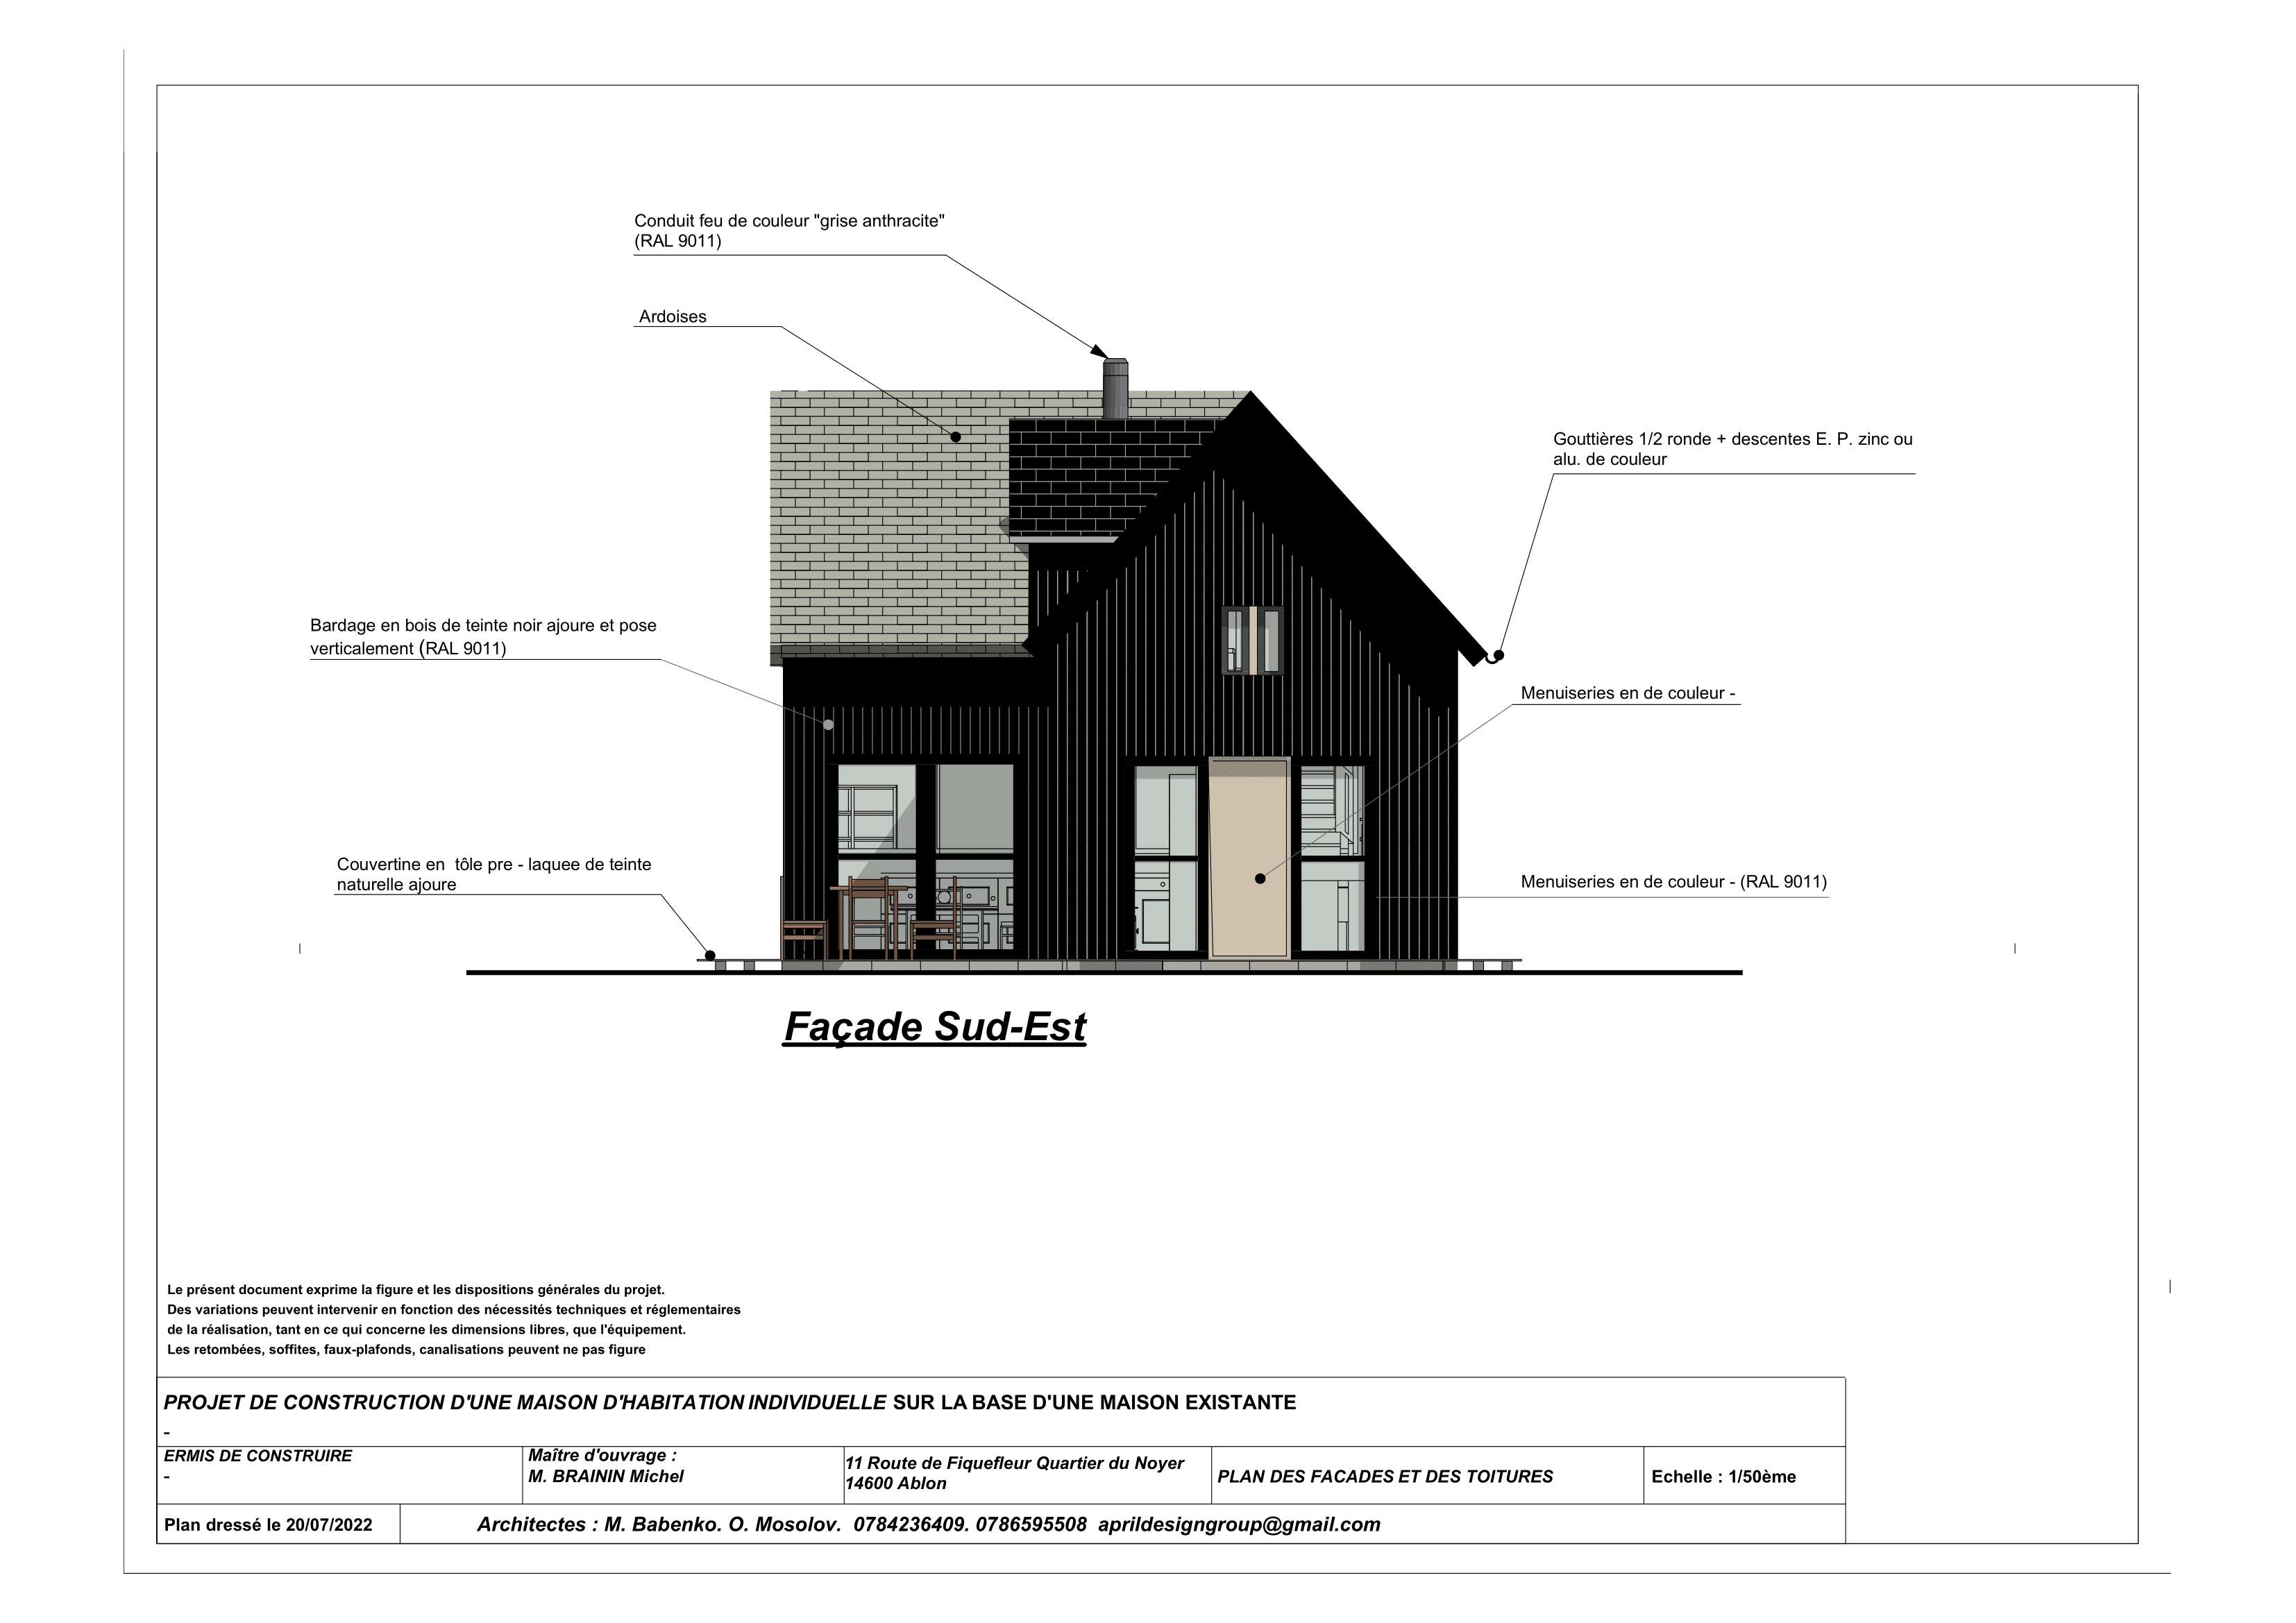 Conduit feu de couleur "grise anthracite"
(RAL 9011)
Ardoises
Gouttières 1/2 ronde + descentes E. P. zinc ou
alu. de couleur
Bardage en bois de teinte noir ajoure et pose
verticalement (RAL 9011)
Menuiseries en de couleur -
Couvertine en  tôle pre - laquee de teinte
naturelle ajoure
Menuiseries en de couleur - (RAL 9011)
Façade Sud-Est
Le présent document exprime la figure et les dispositions générales du projet.
Des variations peuvent intervenir en fonction des nécessités techniques et réglementaires
de la réalisation, tant en ce qui concerne les dimensions libres, que l'équipement.
Les retombées, soffites, faux-plafonds, canalisations peuvent ne pas figure
PROJET DE CONSTRUCTION D'UNE MAISON D'HABITATION INDIVIDUELLE SUR LA BASE D'UNE MAISON EXISTANTE
-
ERMIS DE CONSTRUIRE
-
Maître d'ouvrage :
M. BRAININ Michel
11 Route de Fiquefleur Quartier du Noyer
14600 Ablon
PLAN DES FACADES ET DES TOITURES
Echelle : 1/50ème
Plan dressé le 20/07/2022
Architectes : M. Babenko. O. Mosolov.  0784236409. 0786595508  aprildesigngroup@gmail.com